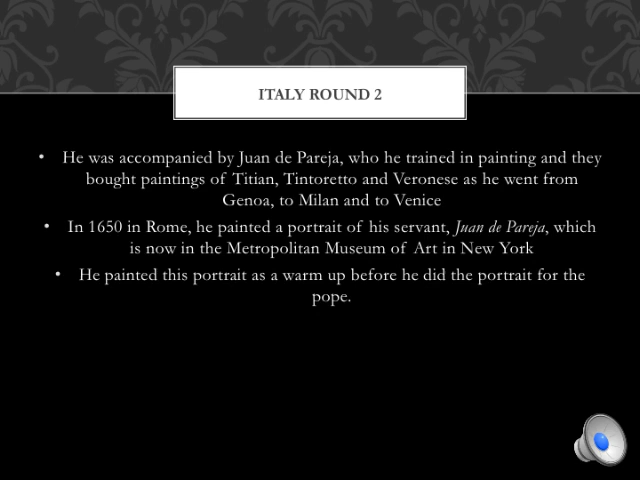 ITALY ROUND 2
• He was accompanied by Juan de Pareja, who he trained in painting and they
bought paintings of Titian, Tintoretto and Veronese as he went from
Genoa, to Milan and to Venice
• In 1650 in Rome, he painted a portrait of his servant, Juan de Pareja, which
is now in the Metropolitan Museum of Art in New York
• He painted this portrait as a warm up before he did the portrait for the
pope.